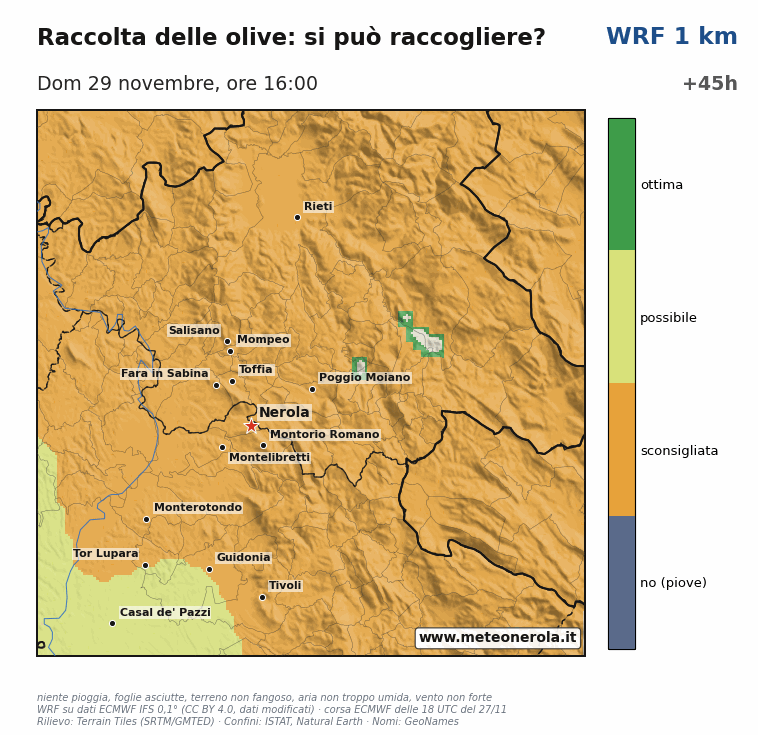 Raccolta delle olive: si può raccogliere?
WRF 1 km
Dom 29 novembre, ore 16:00
+45h
Rieti
Salisano
Mompeo
Fara in Sabina
Toffia
Poggio Moiano
Nerola
Montorio Romano
Montelibretti
Monterotondo
Tor Lupara
Guidonia
Tivoli
Casal de' Pazzi
www.meteonerola.it
ottima
possibile
sconsigliata
no (piove)
niente pioggia, foglie asciutte, terreno non fangoso, aria non troppo umida, vento non forte
WRF su dati ECMWF IFS 0,1° (CC BY 4.0, dati modificati) · corsa ECMWF delle 18 UTC del 27/11
Rilievo: Terrain Tiles (SRTM/GMTED) · Confini: ISTAT, Natural Earth · Nomi: GeoNames